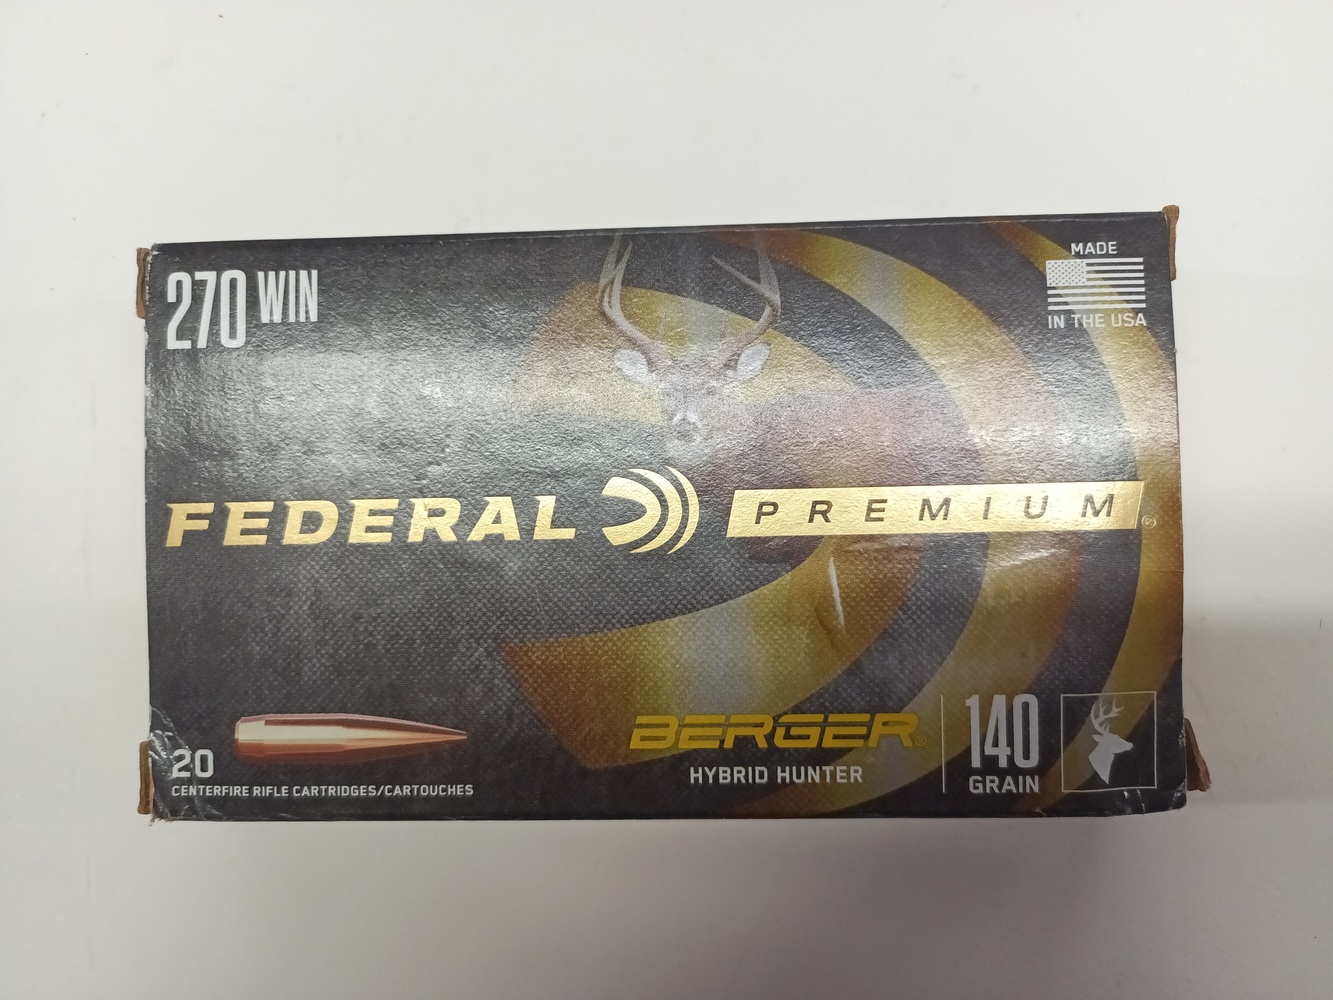 270 WIN
MADE
IN THE USA
FEDERAL PREMIUM®
BERGER®
HYBRID HUNTER
140
GRAIN
20
CENTERFIRE RIFLE CARTRIDGES/CARTOUCHES